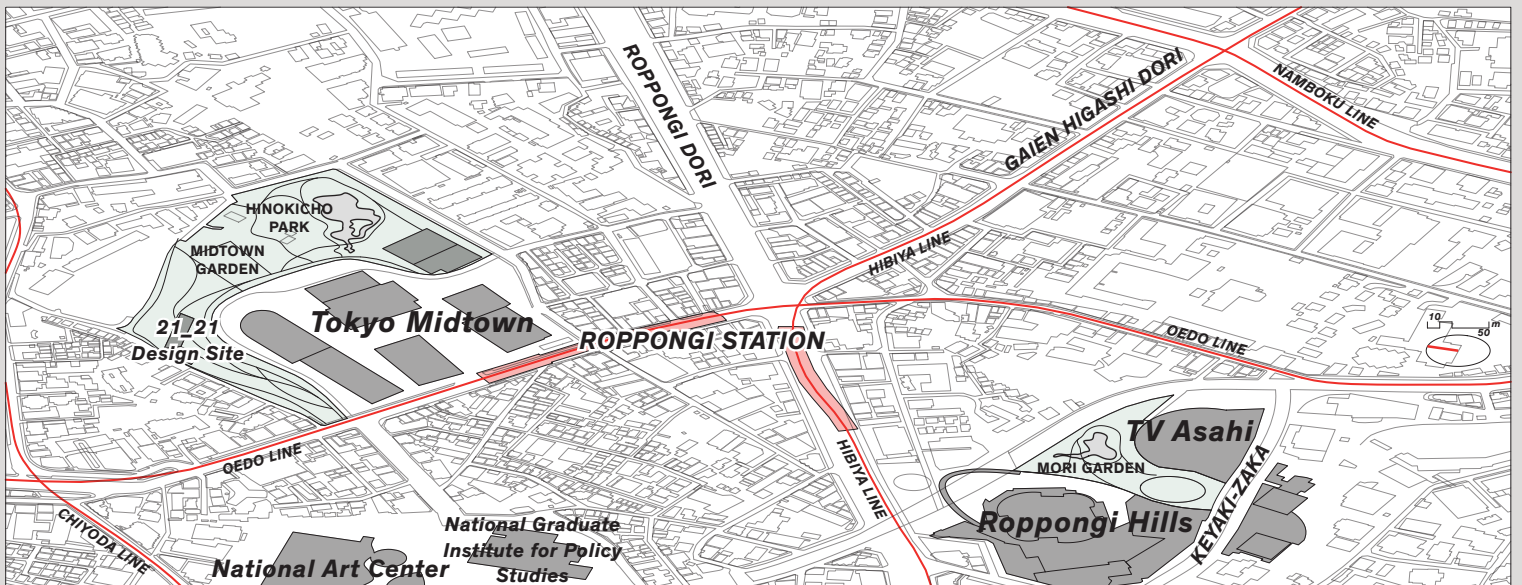 ROPPONGI DORI
GAIEN HIGASHI DORI
NAMBOKU LINE
HINOKICHO
PARK
MIDTOWN
GARDEN
HIBIYA LINE
21_21
Design Site
Tokyo Midtown
ROPPONGI STATION
OEDO LINE
10
50
m
TV Asahi
MORI GARDEN
KEYAKI-ZAKA
OEDO LINE
HIBIYA LINE
CHIYODA LINE
National Graduate
Institute for Policy
Studies
National Art Center
Roppongi Hills